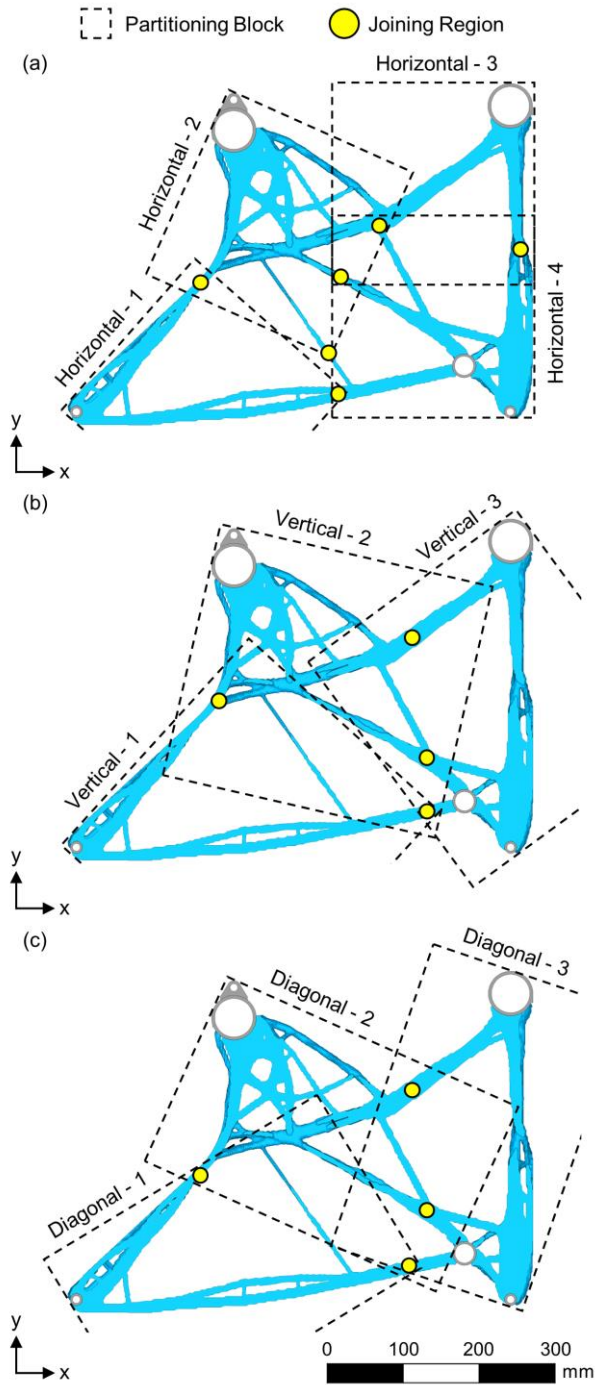 Partitioning Block
Joining Region
(a)
Horizontal - 3
Horizontal - 2
Horizontal - 1
Horizontal - 4
y
x
(b)
Vertical - 2
Vertical - 3
Vertical - 1
y
x
(c)
Diagonal - 3
Diagonal - 2
Diagonal - 1
y
x
0 100 200 300
mm